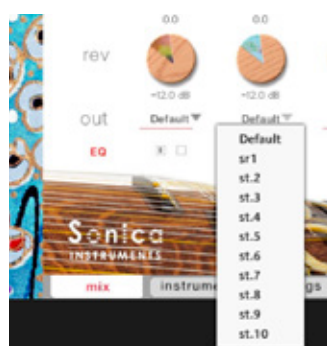 0.0 0.0
rev
-12.0 dB -12.0 dB
out Default Default
EQ
Default
sr1
st.2
st.3
st.4
st.5
st.6
st.7
st.8
st.9
st.10
Sonica
INSTRUMENTS
mix instrume gs